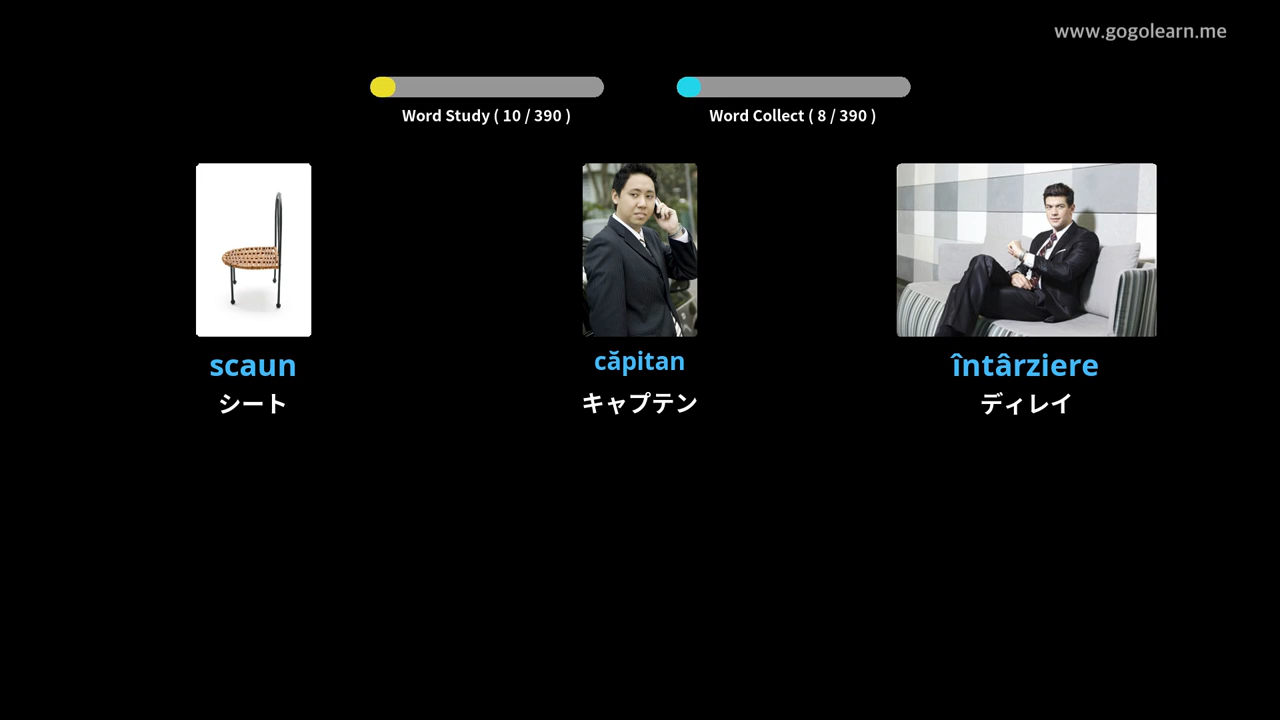 www.gogolearn.me
Word Study ( 10 / 390 )
Word Collect ( 8 / 390 )
scaun
シート
căpitan
キャプテン
întârziere
ディレイ